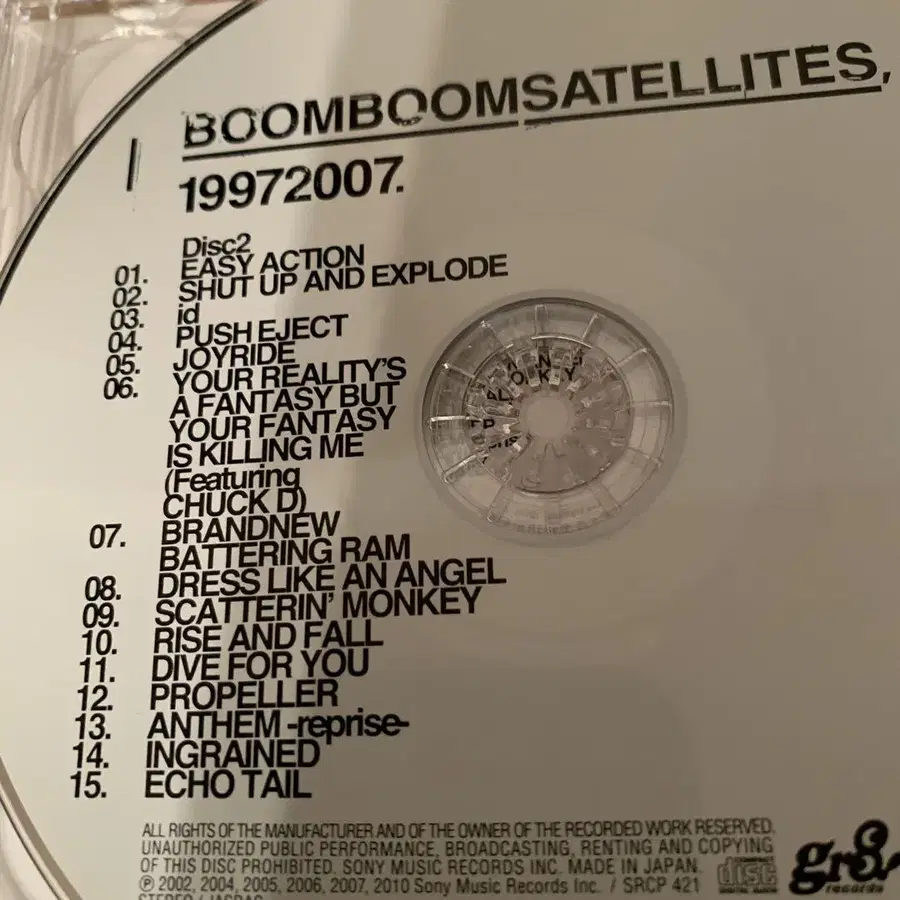 BOOMBOOMSATELLITES,
19972007.
Disc2
01. EASY ACTION
02. SHUT UP AND EXPLODE
03. id
04. PUSH EJECT
05. JOYRIDE
06. YOUR REALITY'S
A FANTASY BUT
YOUR FANTASY
IS KILLING ME
(Featuring
CHUCK D)
07. BRANDNEW
BATTERING RAM
08. DRESS LIKE AN ANGEL
09. SCATTERIN' MONKEY
10. RISE AND FALL
11. DIVE FOR YOU
12. PROPELLER
13. ANTHEM -reprise-
14. INGRAINED
15. ECHO TAIL
ALL RIGHTS OF THE MANUFACTURER AND OF THE OWNER OF THE RECORDED WORK RESERVED.
UNAUTHORIZED PUBLIC PERFORMANCE, BROADCASTING, RENTING AND COPYING
OF THIS DISC PROHIBITED. SONY MUSIC RECORDS INC. MADE IN JAPAN.
℗ 2002, 2004, 2005, 2006, 2007, 2010 Sony Music Records Inc. / SRCP 421
COMPACT
disc
DIGITAL AUDIO
gr8!
records